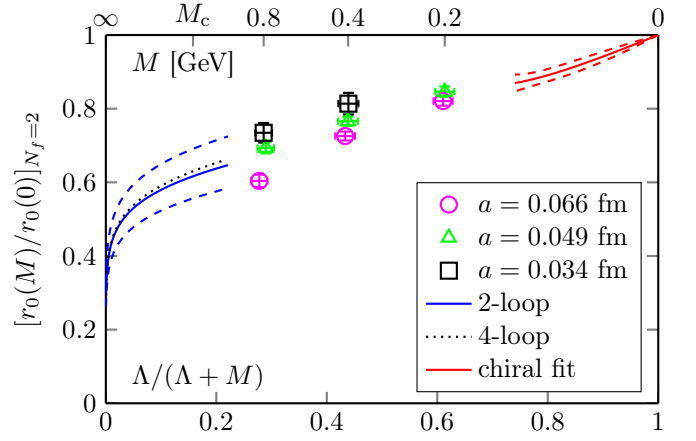 ∞ M_c 0.8 0.4 0.2 0
M [GeV]
1
0.8
0.6
0.4
0.2
0
[r_0(M)/r_0(0)]_{N_f=2}
a = 0.066 fm
a = 0.049 fm
a = 0.034 fm
2-loop
4-loop
chiral fit
Λ/(Λ + M)
0 0.2 0.4 0.6 0.8 1